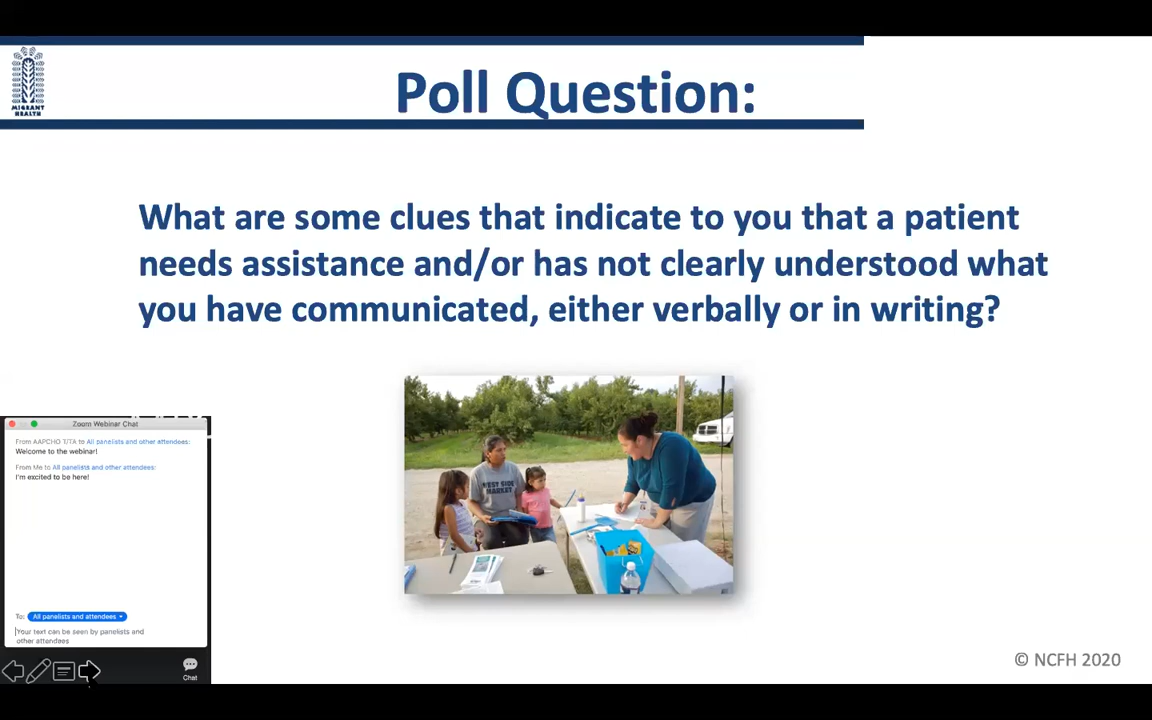 MIGRANT
HEALTH
Poll Question:
What are some clues that indicate to you that a patient
needs assistance and/or has not clearly understood what
you have communicated, either verbally or in writing?
WEST SIDE
MARKET
Zoom Webinar Chat
From AAPCHO T/TA to All panelists and other attendees:
Welcome to the webinar!
From Me to All panelists and other attendees:
I'm excited to be here!
To: All panelists and attendees
Your text can be seen by panelists and
other attendees
Chat
© NCFH 2020